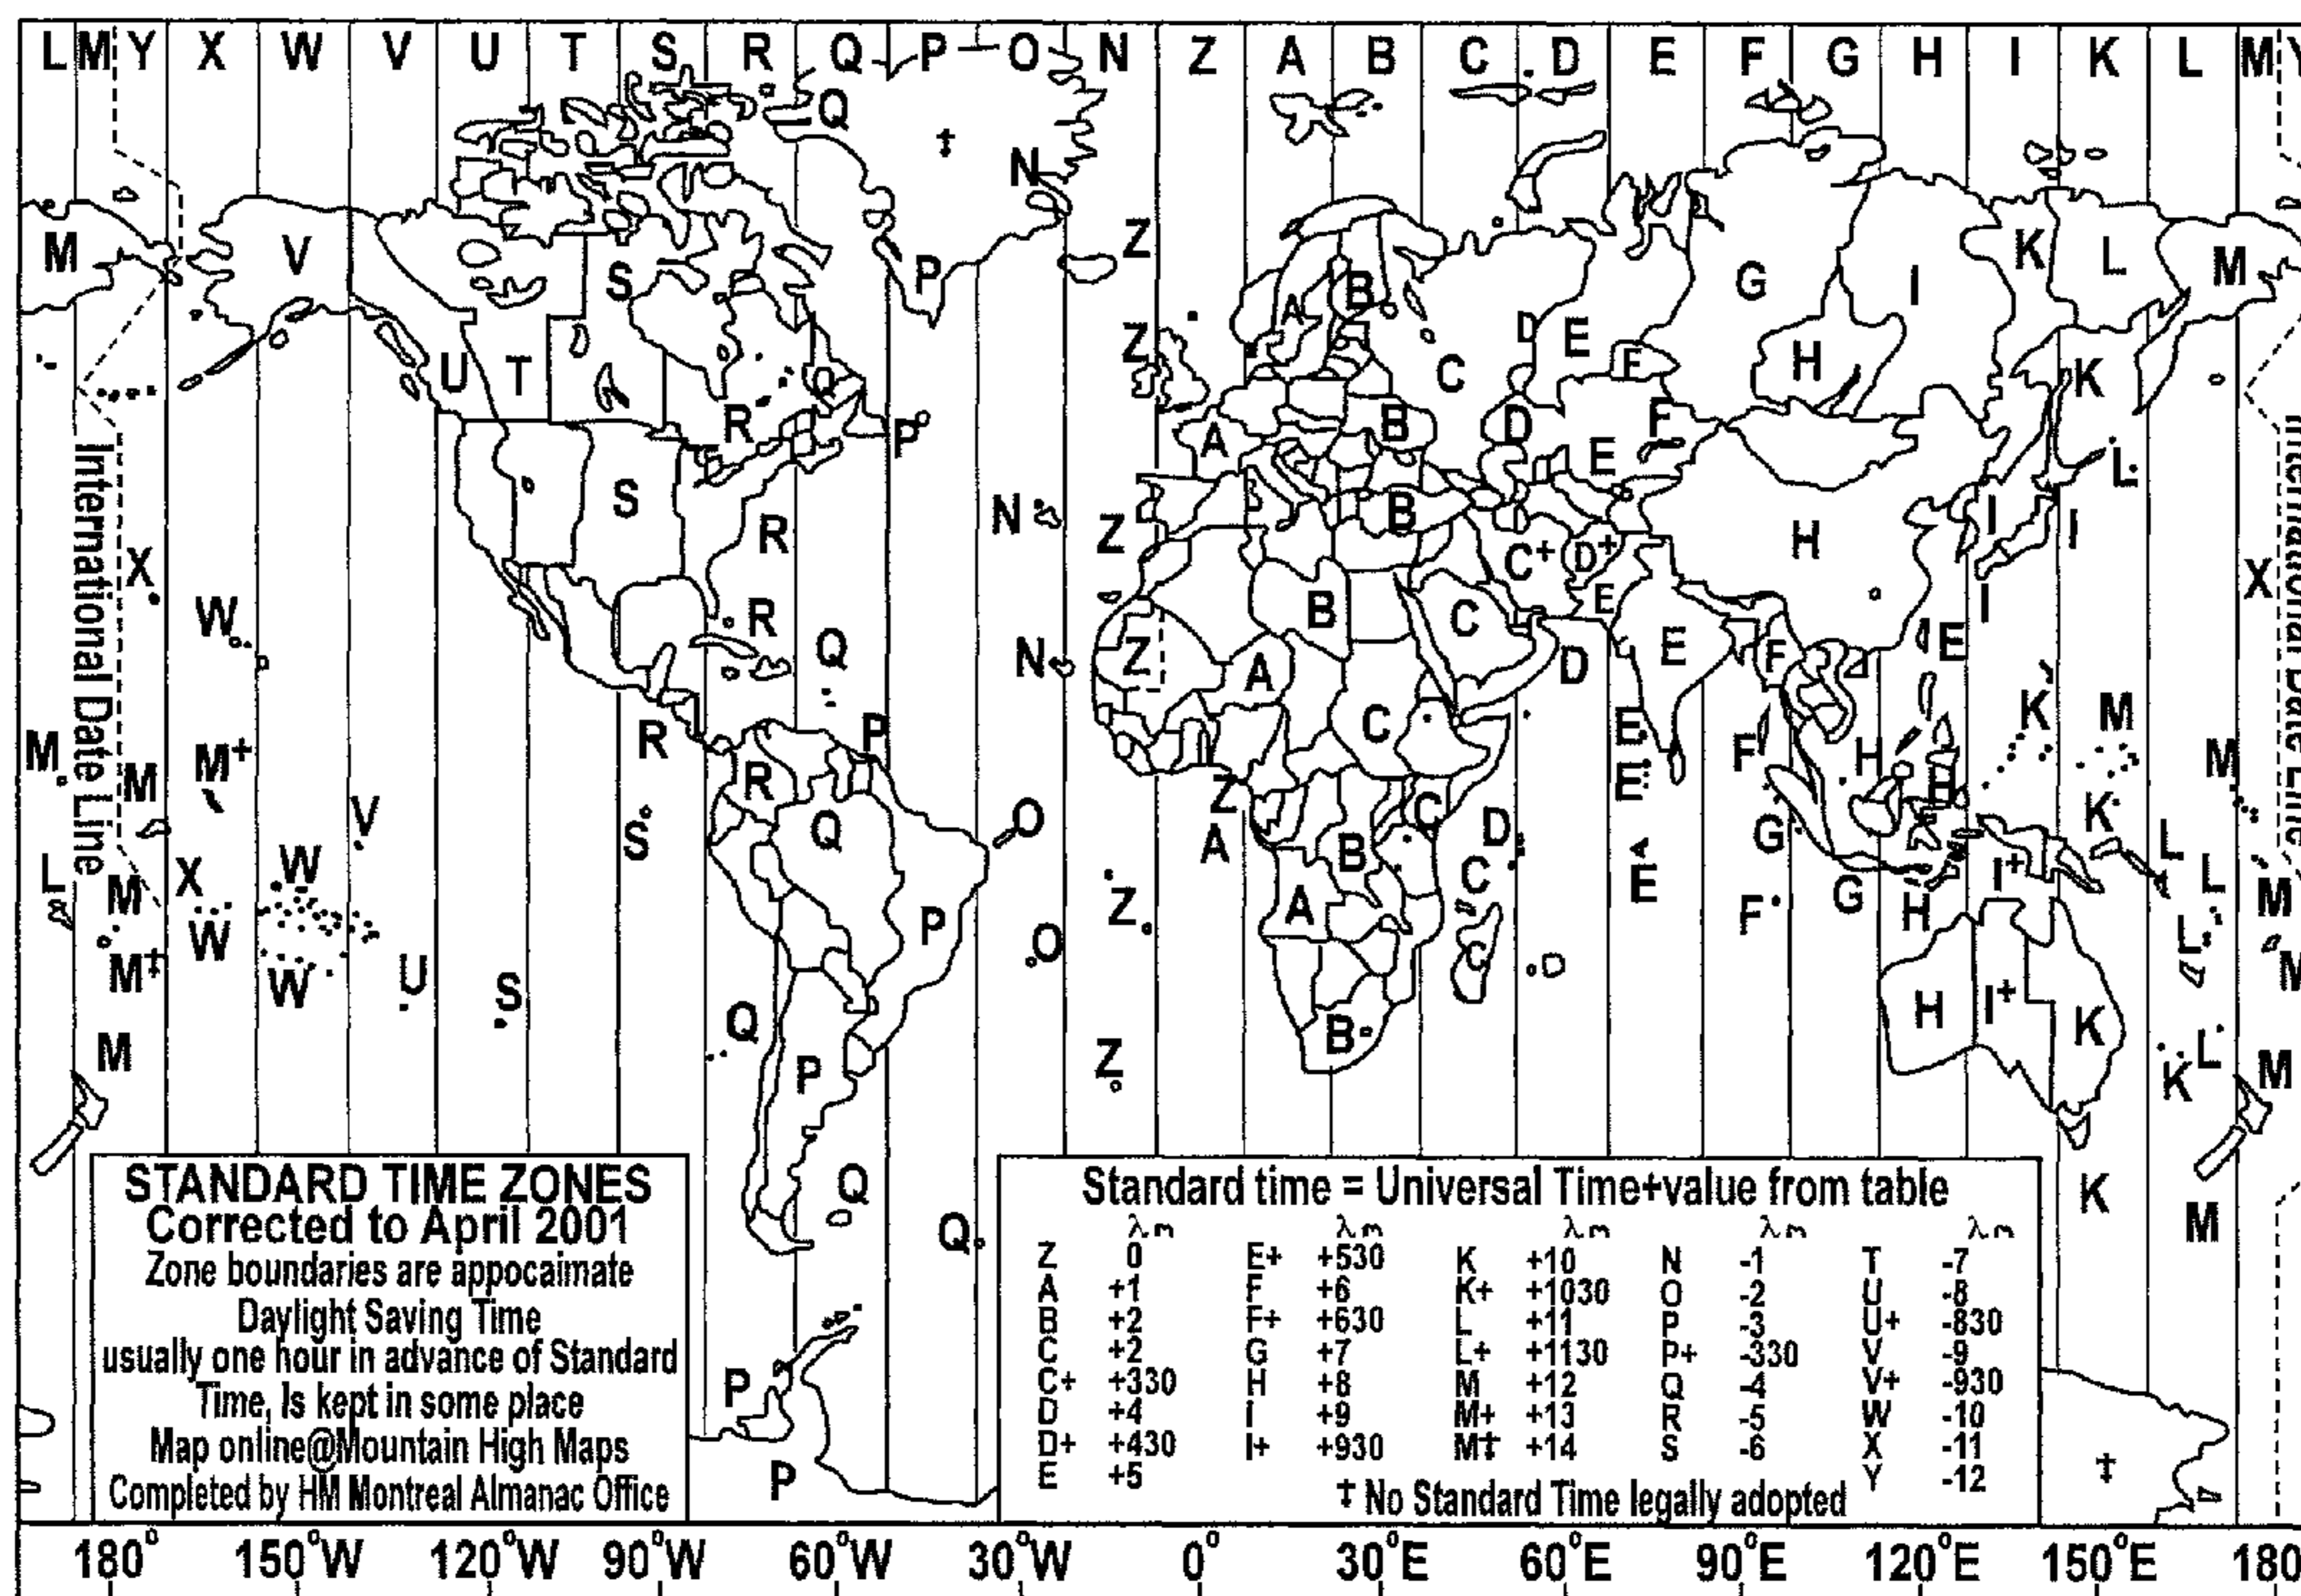 L M Y X W V U T S R Q P O N Z A B C D E F G H I K L M Y
Q
‡
N
M V S P Z A B G I K L M
Z U T R Q P C D E F H K
A B D F E
S R N Z B C+ D+ H I I L
X W R Q N Z B C D E F E X
International Date Line
International Date Line
M M M+ V R P R Z A C E E F H H K M M
L M X W S Q O A B C D E G I+ K L
M‡ W W U S P O Z A C F G H L L M
M Q P Z B H I+ K L K M M
Q Q K M
P P ‡
STANDARD TIME ZONES
Corrected to April 2001
Zone boundaries are appocaimate
Daylight Saving Time
usually one hour in advance of Standard
Time, Is kept in some place
Map online@Mountain High Maps
Completed by HM Montreal Almanac Office
Standard time = Universal Time+value from table
λ m λ m λ m λ m λ m
Z 0 E+ +530 K +10 N -1 T -7
A +1 F +6 K+ +1030 O -2 U -8
B +2 F+ +630 L +11 P -3 U+ -830
C +2 G +7 L+ +1130 P+ -330 V -9
C+ +330 H +8 M +12 Q -4 V+ -930
D +4 I +9 M+ +13 R -5 W -10
D+ +430 I+ +930 M‡ +14 S -6 X -11
E +5 Y -12
‡ No Standard Time legally adopted
180° 150°W 120°W 90°W 60°W 30°W 0° 30°E 60°E 90°E 120°E 150°E 180